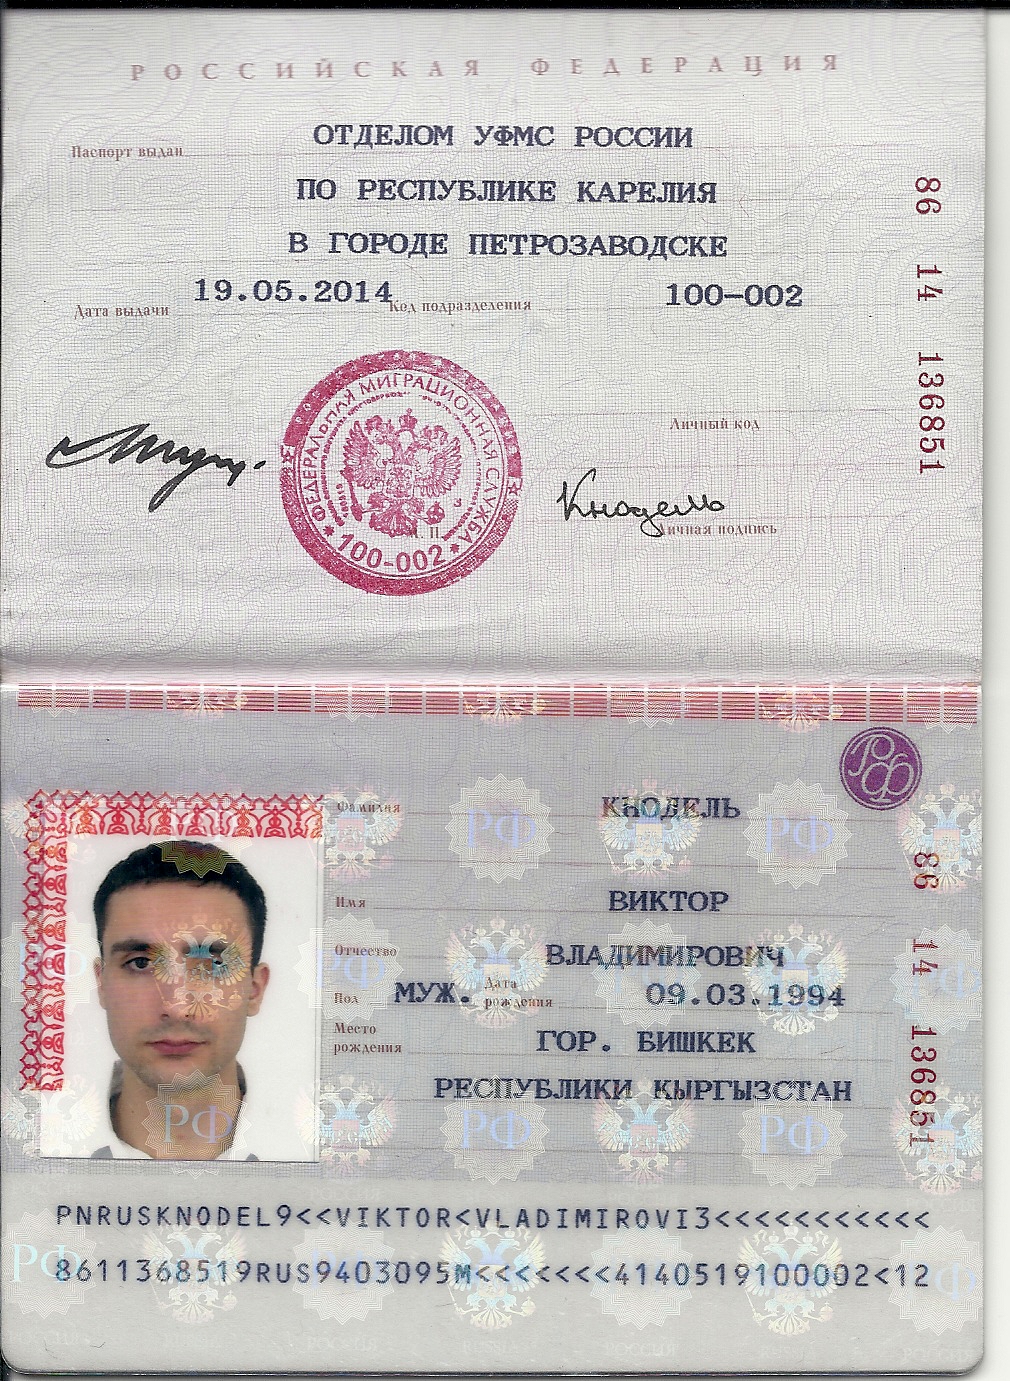 РОССИЙСКАЯ ФЕДЕРАЦИЯ
Паспорт выдан ОТДЕЛОМ УФМС РОССИИ
ПО РЕСПУБЛИКЕ КАРЕЛИЯ
В ГОРОДЕ ПЕТРОЗАВОДСКЕ
Дата выдачи 19.05.2014 Код подразделения 100-002
86 14 136851
ФЕДЕРАЛЬНАЯ МИГРАЦИОННАЯ СЛУЖБА
100-002
М. П.
Личный код
Кнодель
Личная подпись
РФ
Фамилия КНОДЕЛЬ
Имя ВИКТОР
Отчество ВЛАДИМИРОВИЧ
Пол МУЖ. Дата рождения 09.03.1994
Место рождения ГОР. БИШКЕК
РЕСПУБЛИКИ КЫРГЫЗСТАН
86 14 136851
PNRUSKNODEL9<<VIKTOR<VLADIMIROVI3<<<<<<<<<<<
8611368519RUS9403095M<<<<<<<4140519100002<12